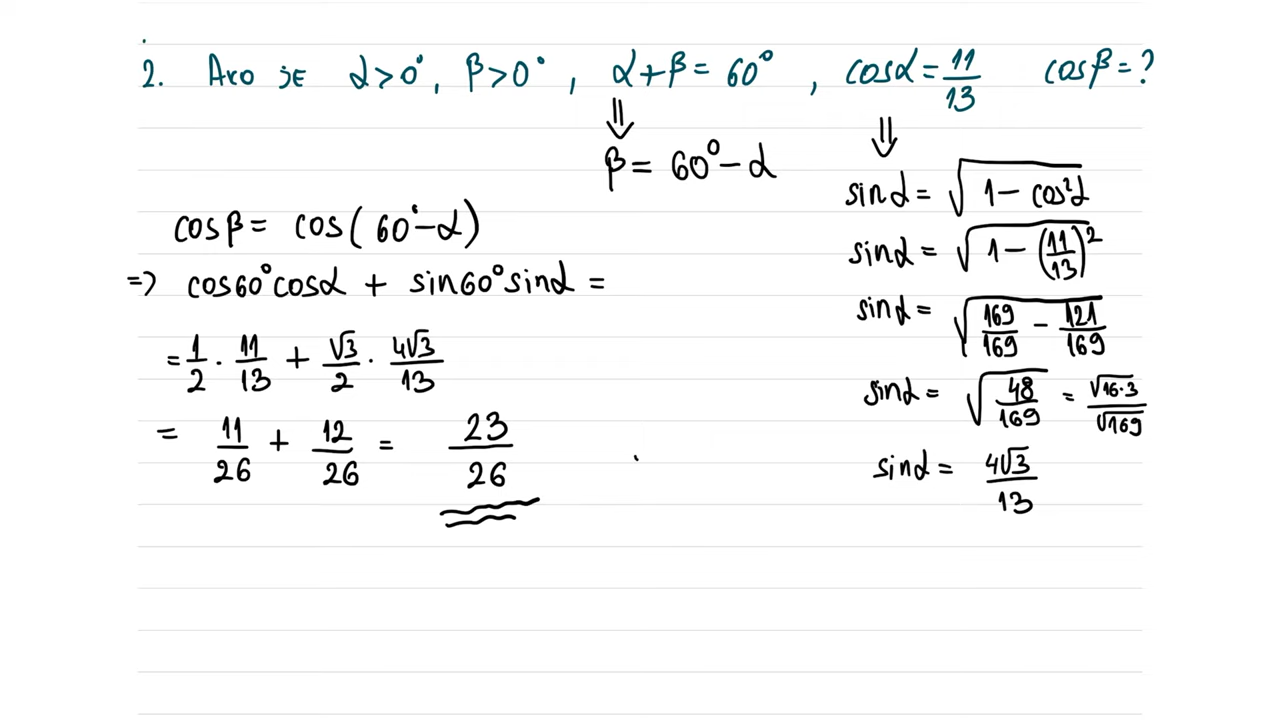 2. Ako je α>0°, β>0°, α+β=60°, cosα=11/13 cosβ=?
⇓ ⇓
β= 60°-α
sinα= √(1-cos²α)
cosβ= cos(60°-α)
sinα= √(1-(11/13)²)
=> cos60°cosα + sin60°sinα =
sinα= √(169/169 - 121/169)
=1/2 · 11/13 + √3/2 · 4√3/13
sinα= √(48/169) = √16·3/√169
= 11/26 + 12/26 = 23/26
sinα= 4√3/13